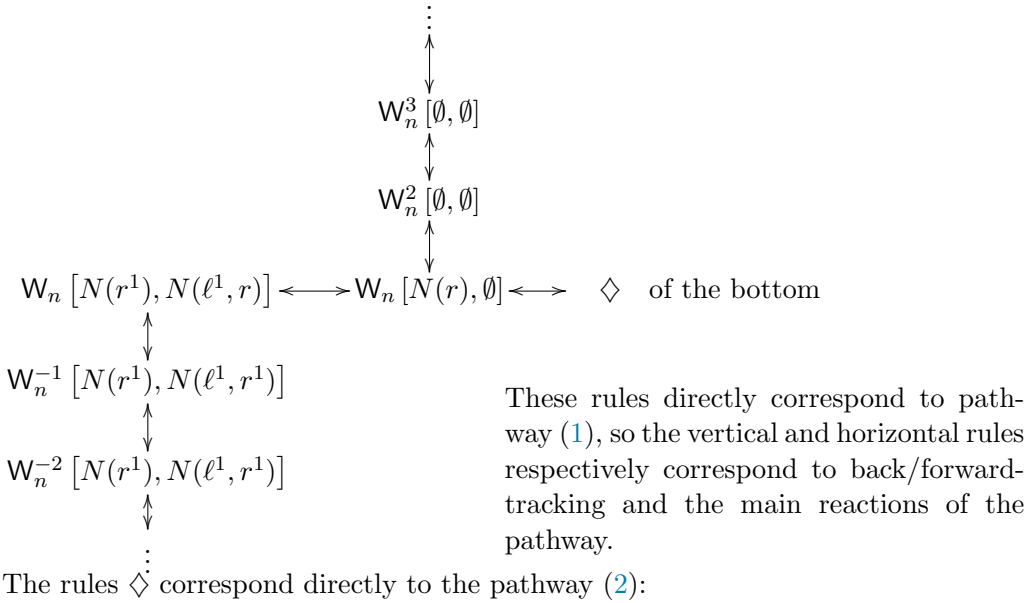 ⋮
W_n^3 [∅, ∅]
W_n^2 [∅, ∅]
W_n [N(r^1), N(ℓ^1, r)] ⟷ W_n [N(r), ∅] ⟷ ♢ of the bottom
W_n^{-1} [N(r^1), N(ℓ^1, r^1)]
W_n^{-2} [N(r^1), N(ℓ^1, r^1)]
⋮
These rules directly correspond to path-
way (1), so the vertical and horizontal rules
respectively correspond to back/forward-
tracking and the main reactions of the
pathway.
The rules ♢ correspond directly to the pathway (2):